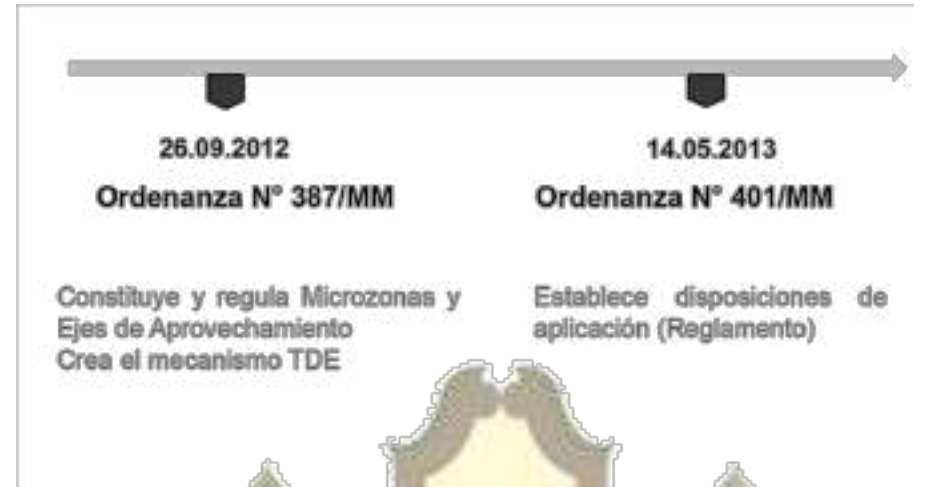 26.09.2012
Ordenanza N° 387/MM
Constituye y regula Microzonas y
Ejes de Aprovechamiento
Crea el mecanismo TDE
14.05.2013
Ordenanza N° 401/MM
Establece disposiciones de
aplicación (Reglamento)